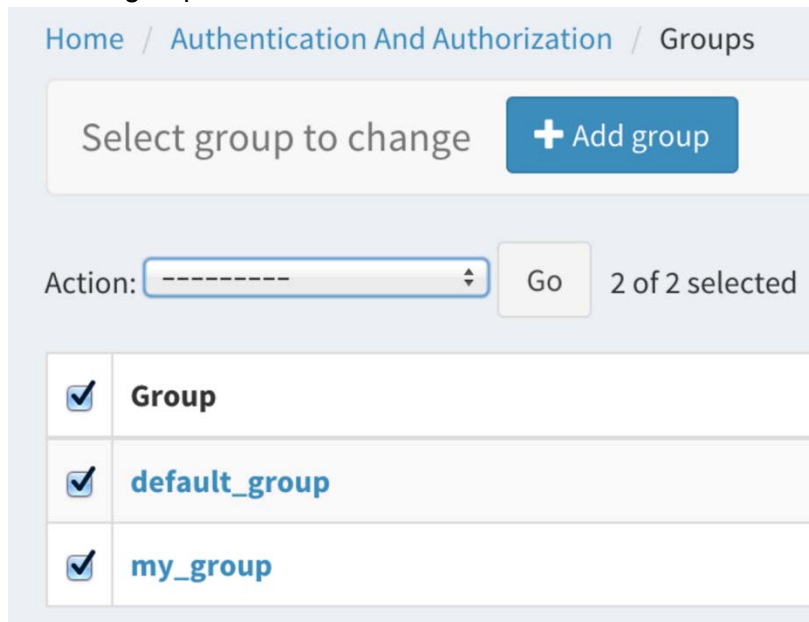 Home / Authentication And Authorization / Groups
Select group to change + Add group
Action: --------- Go 2 of 2 selected
Group
default_group
my_group